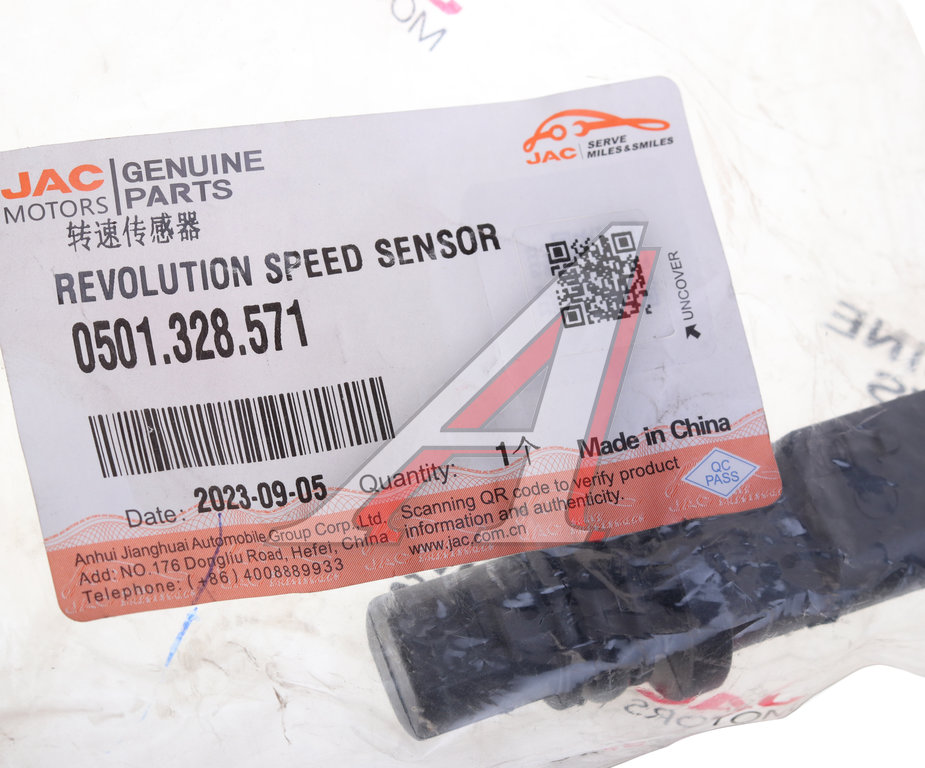 JAC
MOTORS
GENUINE
PARTS
JAC
SERVE
MILES&SMILES
转速传感器
REVOLUTION SPEED SENSOR
0501.328.571
UNCOVER
Date: 2023-09-05
Quantity: 1个
Made in China
Anhui Jianghuai Automobile Group Corp., Ltd.
Add: NO.176 Dongliu Road, Hefei, China
Telephone: (+86) 4008889933
Scanning QR code to verify product
information and authenticity.
www.jac.com.cn
QC
PASS
JAC
MOTORS